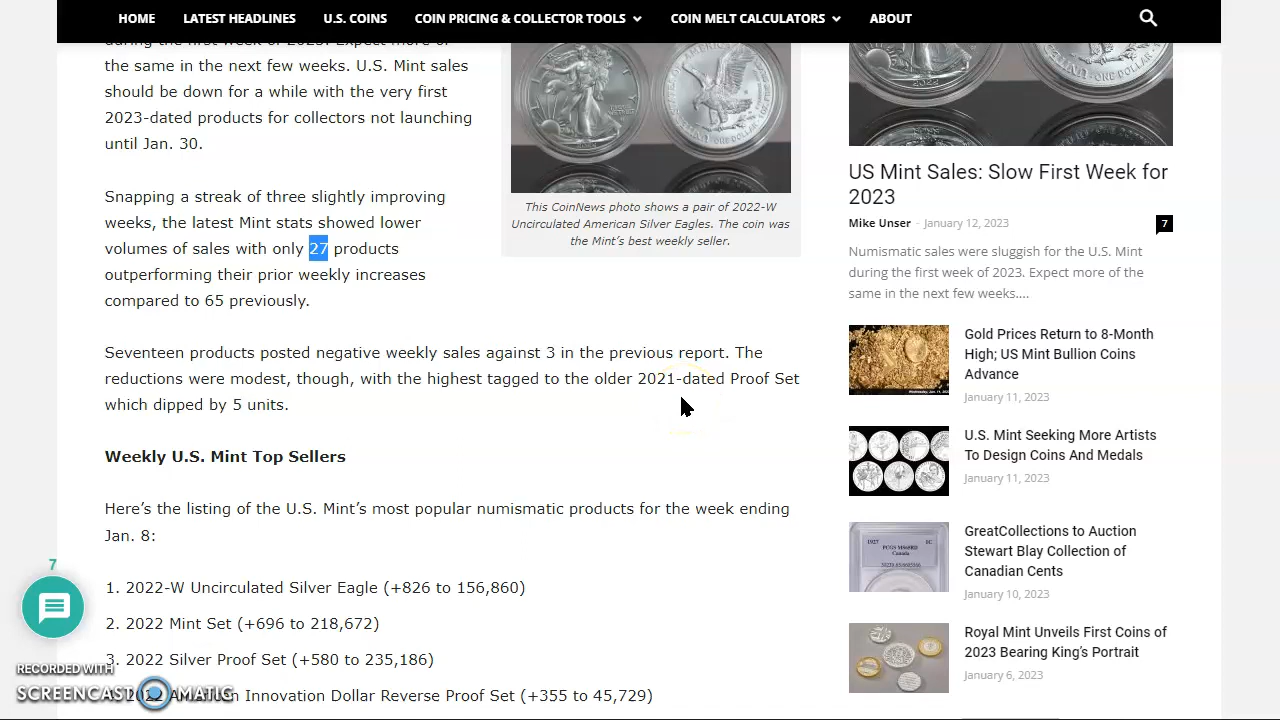 HOME LATEST HEADLINES U.S. COINS COIN PRICING & COLLECTOR TOOLS COIN MELT CALCULATORS ABOUT
during the first week of 2023. Expect more of
the same in the next few weeks. U.S. Mint sales
should be down for a while with the very first
2023-dated products for collectors not launching
until Jan. 30.
This CoinNews photo shows a pair of 2022-W
Uncirculated American Silver Eagles. The coin was
the Mint's best weekly seller.
Snapping a streak of three slightly improving
weeks, the latest Mint stats showed lower
volumes of sales with only 27 products
outperforming their prior weekly increases
compared to 65 previously.
Seventeen products posted negative weekly sales against 3 in the previous report. The
reductions were modest, though, with the highest tagged to the older 2021-dated Proof Set
which dipped by 5 units.
Weekly U.S. Mint Top Sellers
Here's the listing of the U.S. Mint's most popular numismatic products for the week ending
Jan. 8:
1. 2022-W Uncirculated Silver Eagle (+826 to 156,860)
2. 2022 Mint Set (+696 to 218,672)
3. 2022 Silver Proof Set (+580 to 235,186)
Innovation Dollar Reverse Proof Set (+355 to 45,729)
7
RECORDED WITH
SCREENCAST MATIC
US Mint Sales: Slow First Week for
2023
Mike Unser - January 12, 2023
7
Numismatic sales were sluggish for the U.S. Mint
during the first week of 2023. Expect more of the
same in the next few weeks....
Gold Prices Return to 8-Month
High; US Mint Bullion Coins
Advance
January 11, 2023
U.S. Mint Seeking More Artists
To Design Coins And Medals
January 11, 2023
GreatCollections to Auction
Stewart Blay Collection of
Canadian Cents
January 10, 2023
Royal Mint Unveils First Coins of
2023 Bearing King's Portrait
January 6, 2023